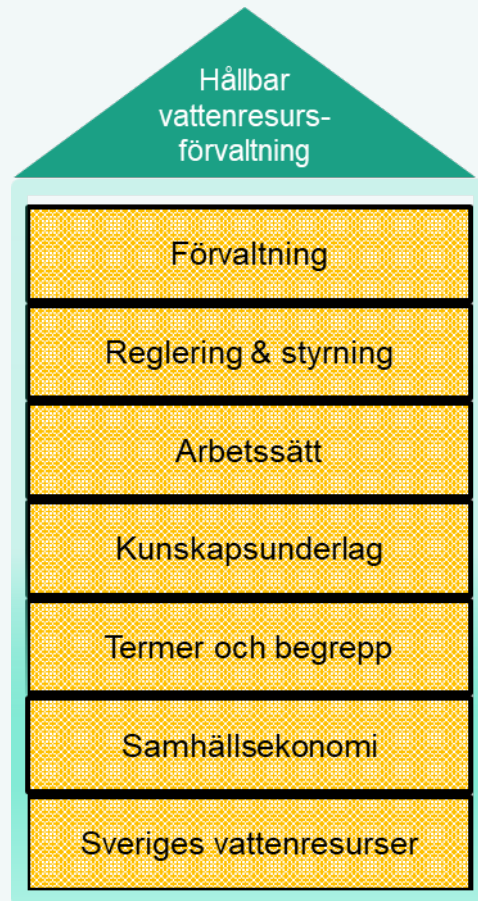 Hållbar
vattenresurs-
förvaltning
Förvaltning
Reglering & styrning
Arbetssätt
Kunskapsunderlag
Termer och begrepp
Samhällsekonomi
Sveriges vattenresurser